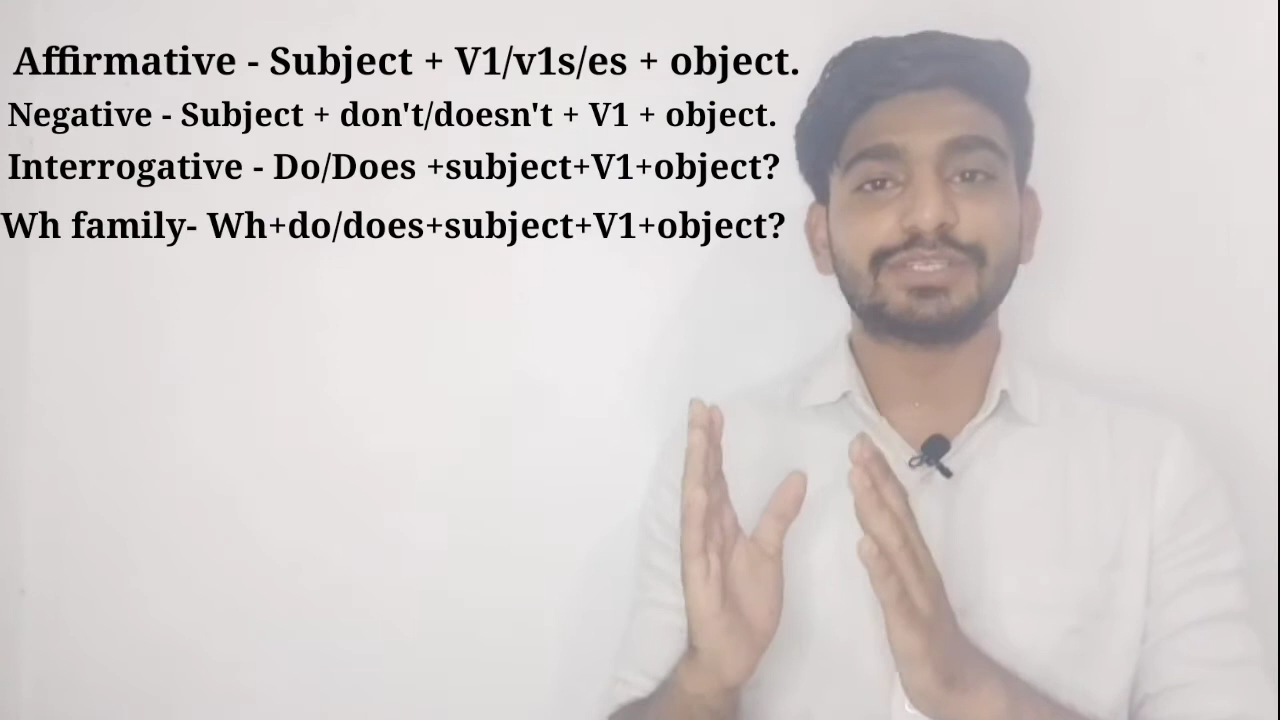 Affirmative - Subject + V1/v1s/es + object.
Negative - Subject + don't/doesn't + V1 + object.
Interrogative - Do/Does +subject+V1+object?
Wh family- Wh+do/does+subject+V1+object?